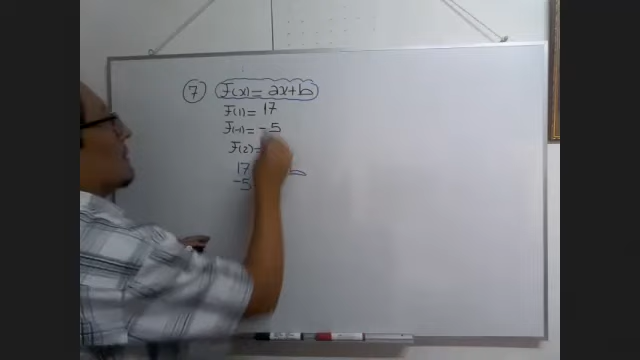 7 F(x) = ax+b
F(1) = 17
F(-1) = -5
F(2) =
17
-5